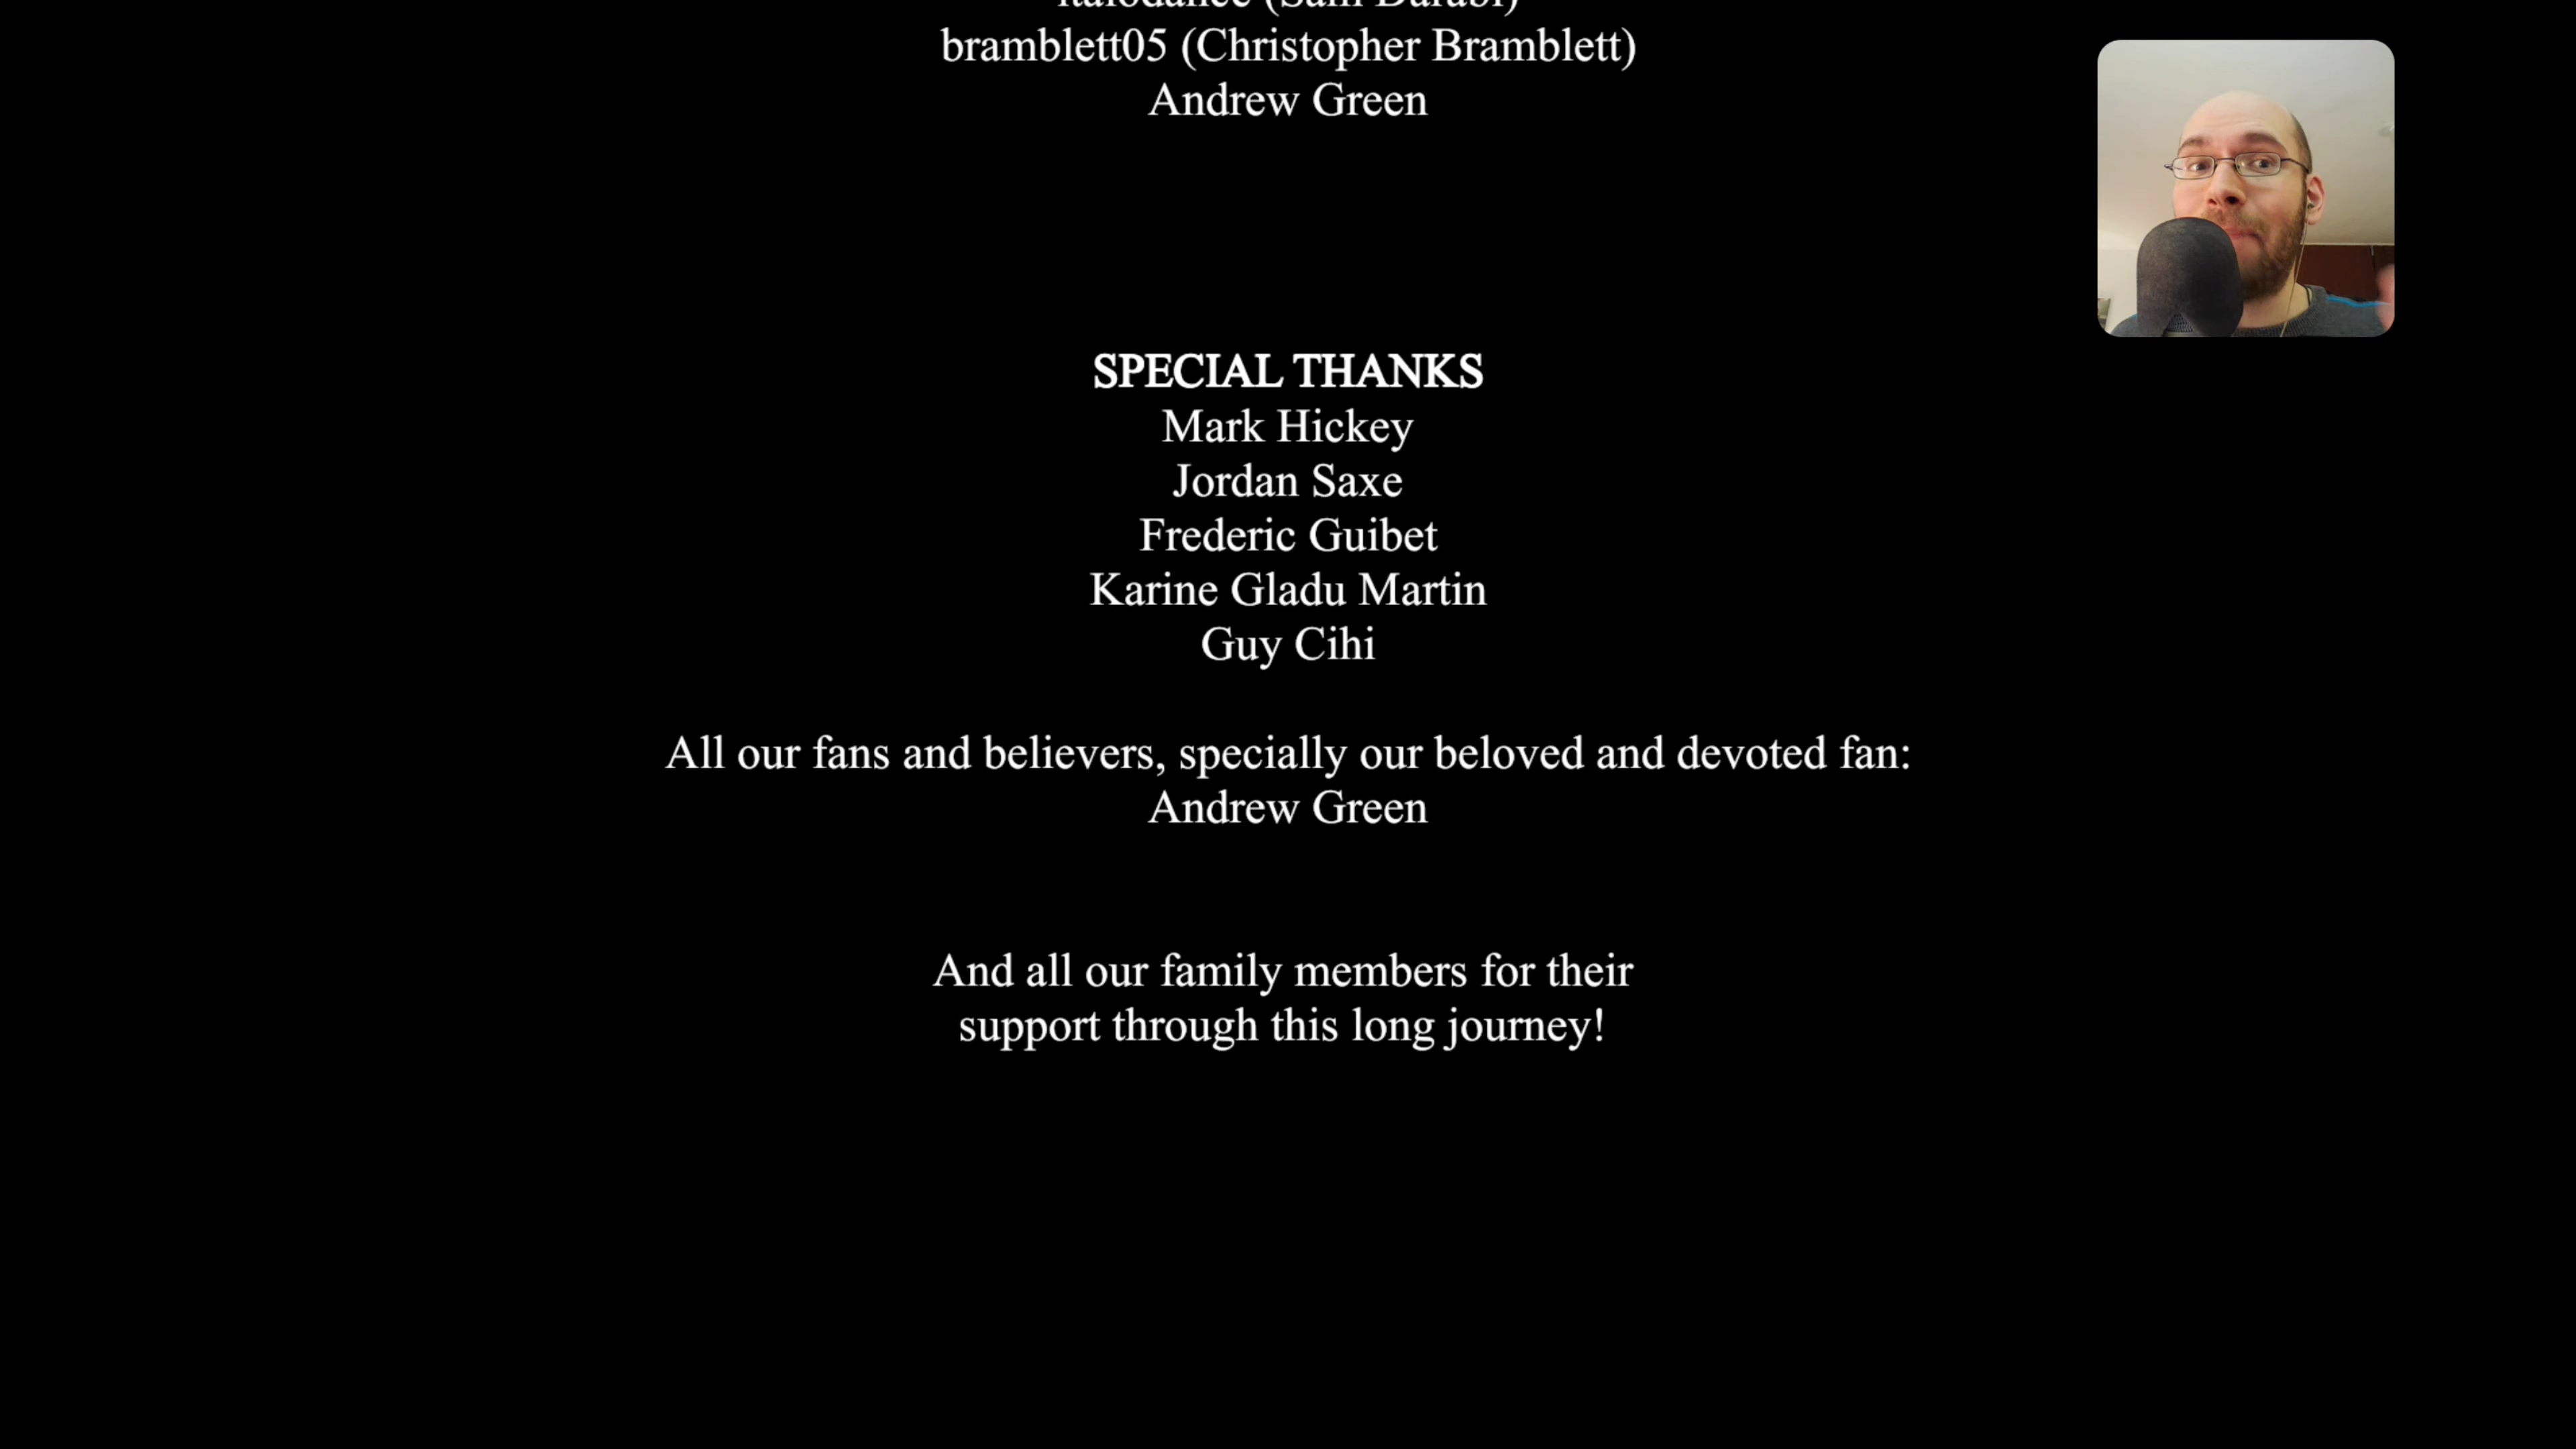 bramblett05 (Christopher Bramblett)
Andrew Green
SPECIAL THANKS
Mark Hickey
Jordan Saxe
Frederic Guibet
Karine Gladu Martin
Guy Cihi
All our fans and believers, specially our beloved and devoted fan:
Andrew Green
And all our family members for their
support through this long journey!